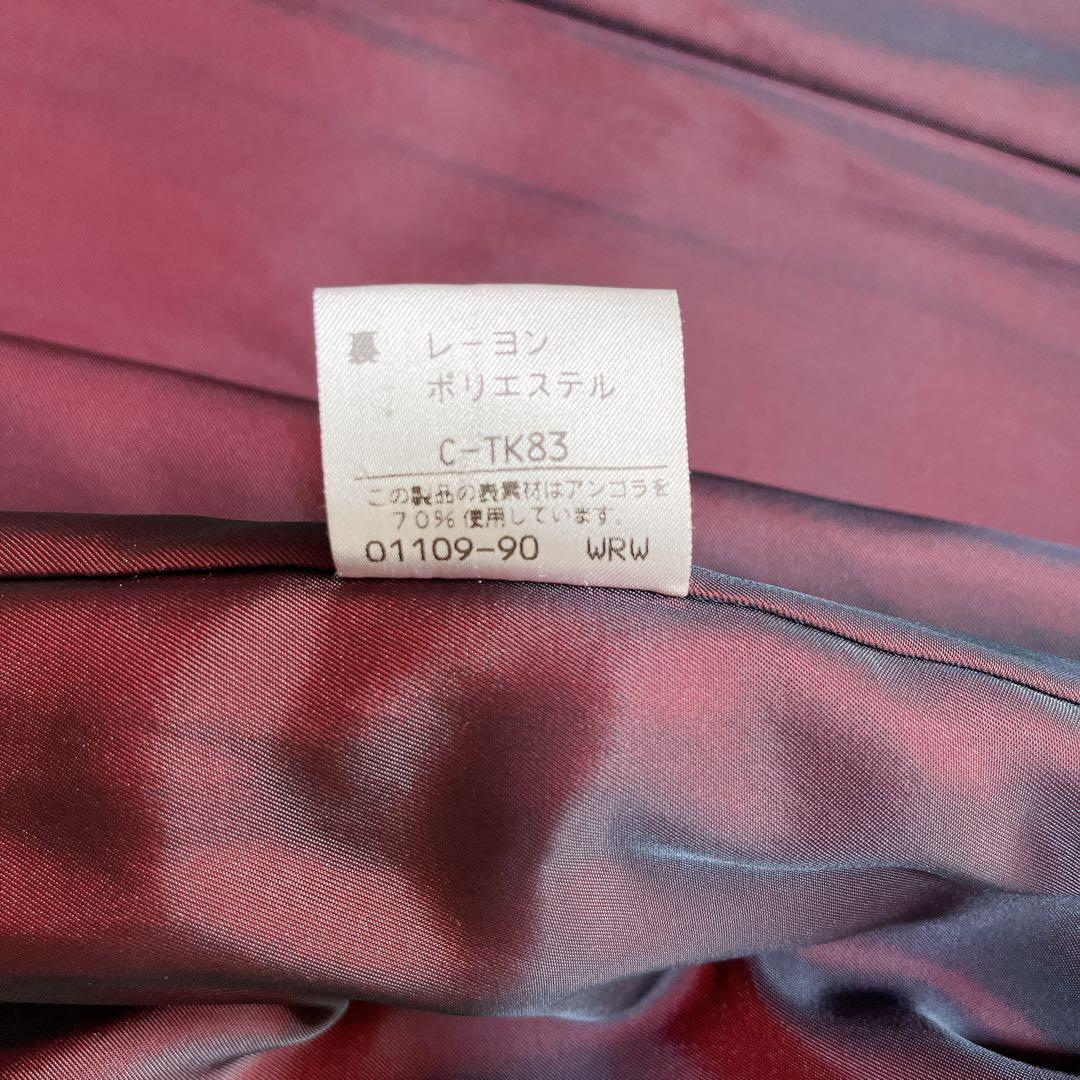 裏 レーヨン
ポリエステル
C-TK83
この製品の表素材はアンゴラを
70%使用しています。
01109-90 WRW